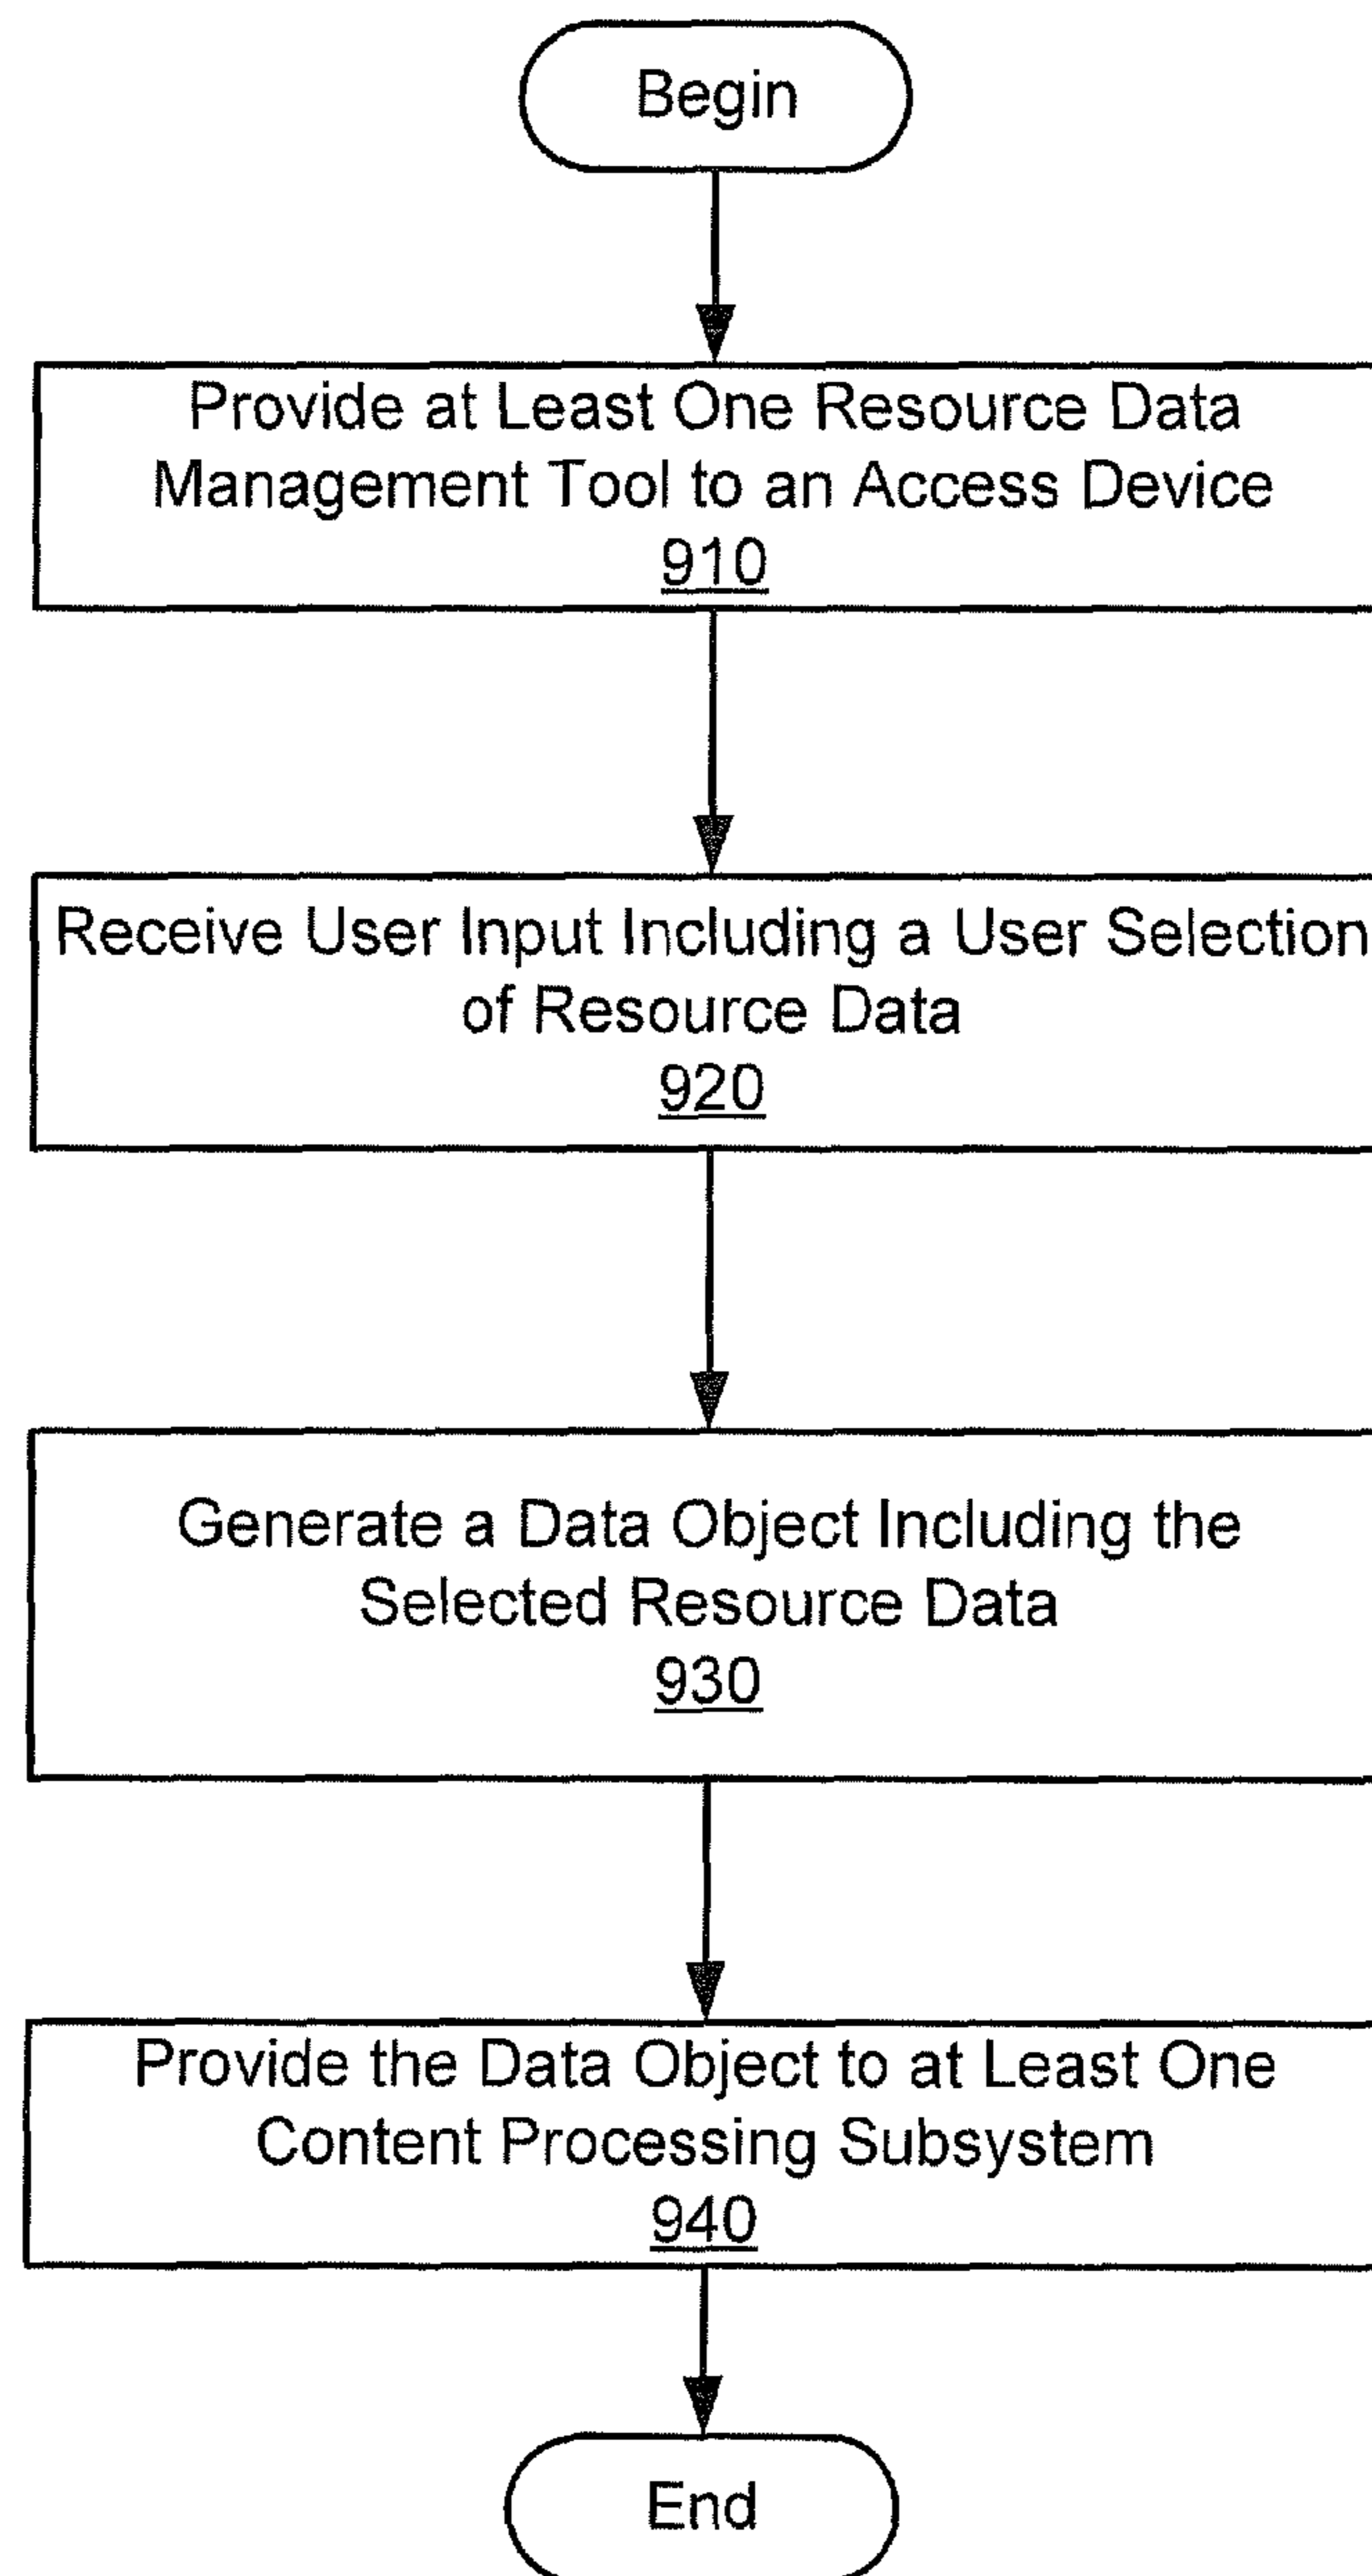 Begin
Provide at Least One Resource Data
Management Tool to an Access Device
910
Receive User Input Including a User Selection
of Resource Data
920
Generate a Data Object Including the
Selected Resource Data
930
Provide the Data Object to at Least One
Content Processing Subsystem
940
End